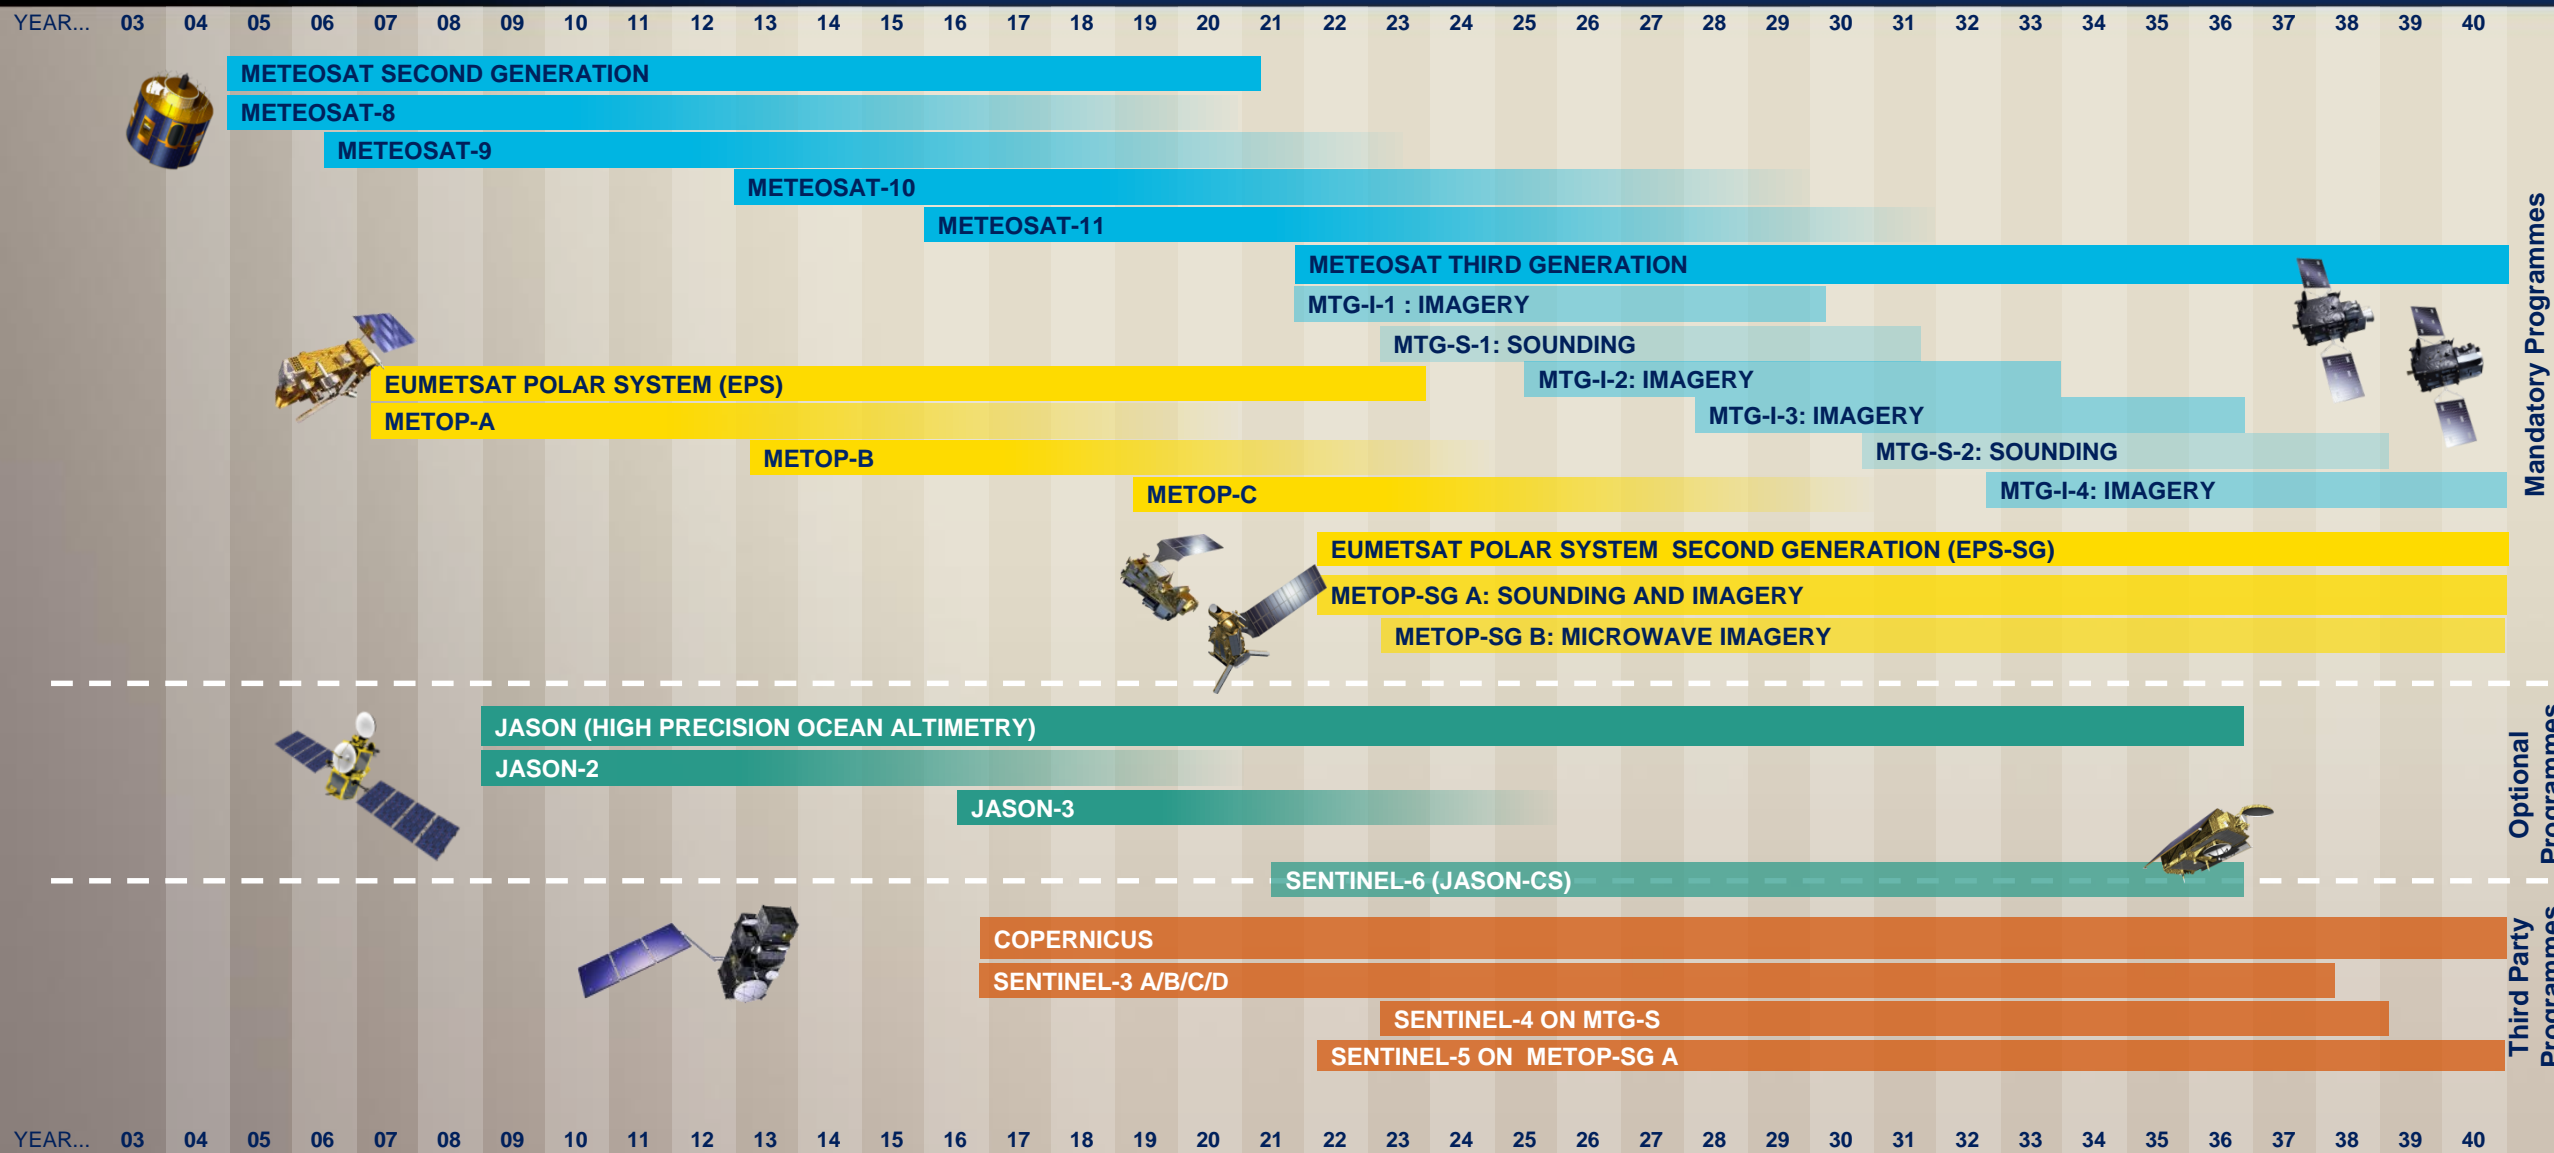 YEAR... 03 04 05 06 07 08 09 10 11 12 13 14 15 16 17 18 19 20 21 22 23 24 25 26 27 28 29 30 31 32 33 34 35 36 37 38 39 40
METEOSAT SECOND GENERATION
METEOSAT-8
METEOSAT-9
METEOSAT-10
METEOSAT-11
METEOSAT THIRD GENERATION
MTG-I-1 : IMAGERY
MTG-S-1: SOUNDING
MTG-I-2: IMAGERY
MTG-I-3: IMAGERY
MTG-S-2: SOUNDING
MTG-I-4: IMAGERY
EUMETSAT POLAR SYSTEM (EPS)
METOP-A
METOP-B
METOP-C
EUMETSAT POLAR SYSTEM SECOND GENERATION (EPS-SG)
METOP-SG A: SOUNDING AND IMAGERY
METOP-SG B: MICROWAVE IMAGERY
Mandatory Programmes
JASON (HIGH PRECISION OCEAN ALTIMETRY)
JASON-2
JASON-3
SENTINEL-6 (JASON-CS)
Optional
Programmes
COPERNICUS
SENTINEL-3 A/B/C/D
SENTINEL-4 ON MTG-S
SENTINEL-5 ON METOP-SG A
Third Party
Programmes
YEAR... 03 04 05 06 07 08 09 10 11 12 13 14 15 16 17 18 19 20 21 22 23 24 25 26 27 28 29 30 31 32 33 34 35 36 37 38 39 40